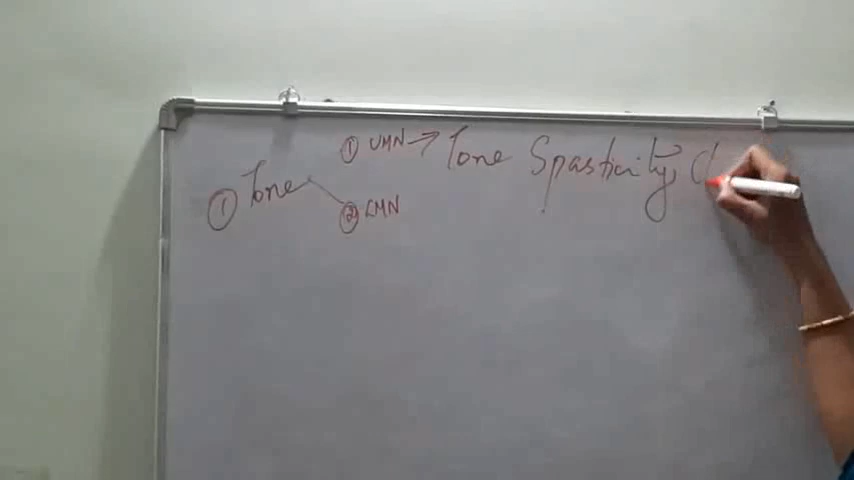 ① UMN → Tone Spasticity, C
① Tone
② LMN